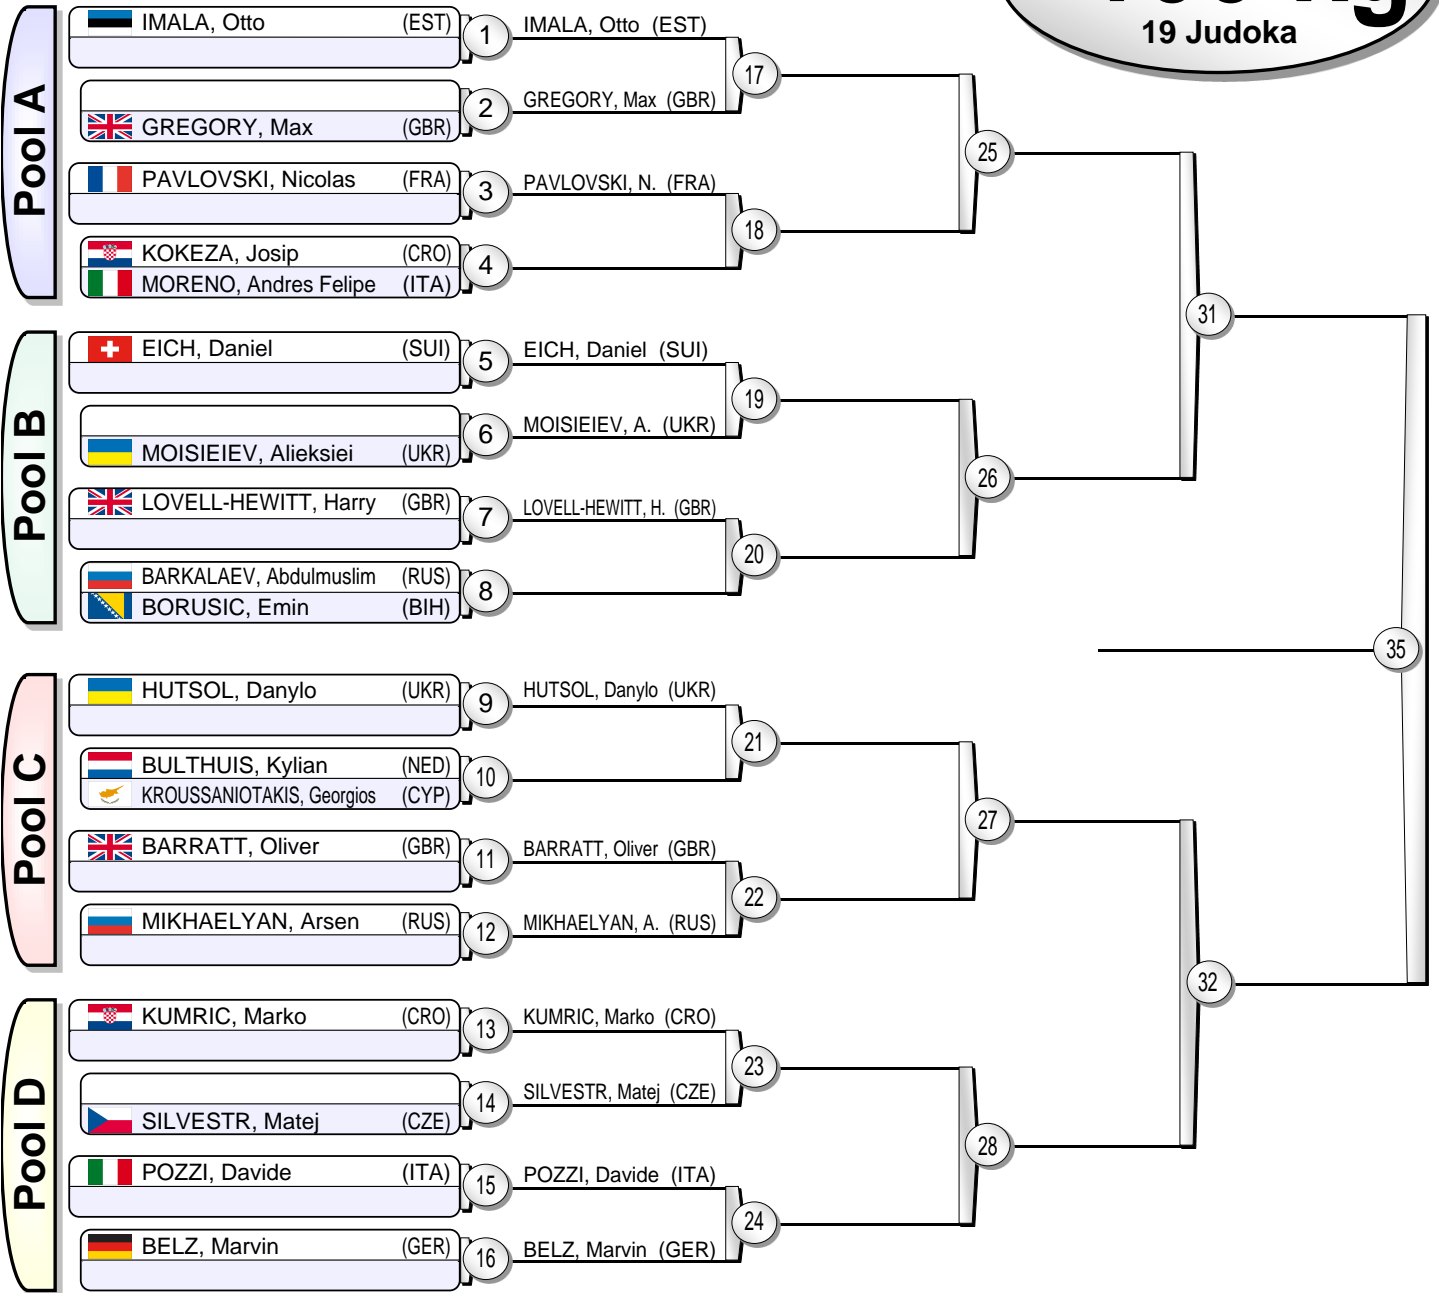 19 Judoka
Pool A
IMALA, Otto (EST) 1 IMALA, Otto (EST)
17
2 GREGORY, Max (GBR)
GREGORY, Max (GBR)
25
PAVLOVSKI, Nicolas (FRA) 3 PAVLOVSKI, N. (FRA)
18
KOKEZA, Josip (CRO) 4
MORENO, Andres Felipe (ITA)
31
Pool B
EICH, Daniel (SUI) 5 EICH, Daniel (SUI)
19
6 MOISIEIEV, A. (UKR)
MOISIEIEV, Alieksiei (UKR)
26
LOVELL-HEWITT, Harry (GBR) 7 LOVELL-HEWITT, H. (GBR)
20
BARKALAEV, Abdulmuslim (RUS) 8
BORUSIC, Emin (BIH)
35
Pool C
HUTSOL, Danylo (UKR) 9 HUTSOL, Danylo (UKR)
21
BULTHUIS, Kylian (NED) 10
KROUSSANIOTAKIS, Georgios (CYP)
27
BARRATT, Oliver (GBR) 11 BARRATT, Oliver (GBR)
22
MIKHAELYAN, Arsen (RUS) 12 MIKHAELYAN, A. (RUS)
32
Pool D
KUMRIC, Marko (CRO) 13 KUMRIC, Marko (CRO)
23
14 SILVESTR, Matej (CZE)
SILVESTR, Matej (CZE)
28
POZZI, Davide (ITA) 15 POZZI, Davide (ITA)
24
BELZ, Marvin (GER) 16 BELZ, Marvin (GER)